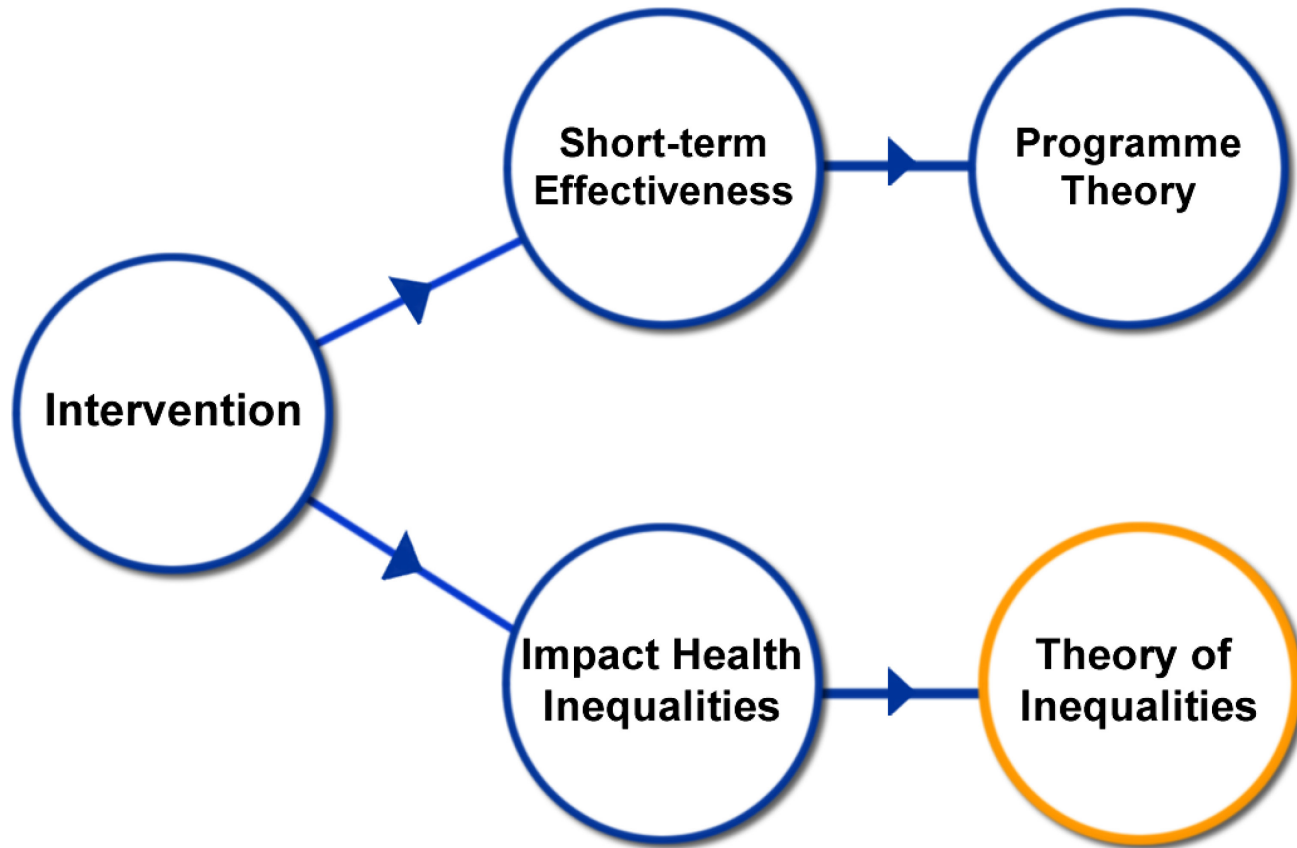 Short-term
Effectiveness
Programme
Theory
Intervention
Impact Health
Inequalities
Theory of
Inequalities